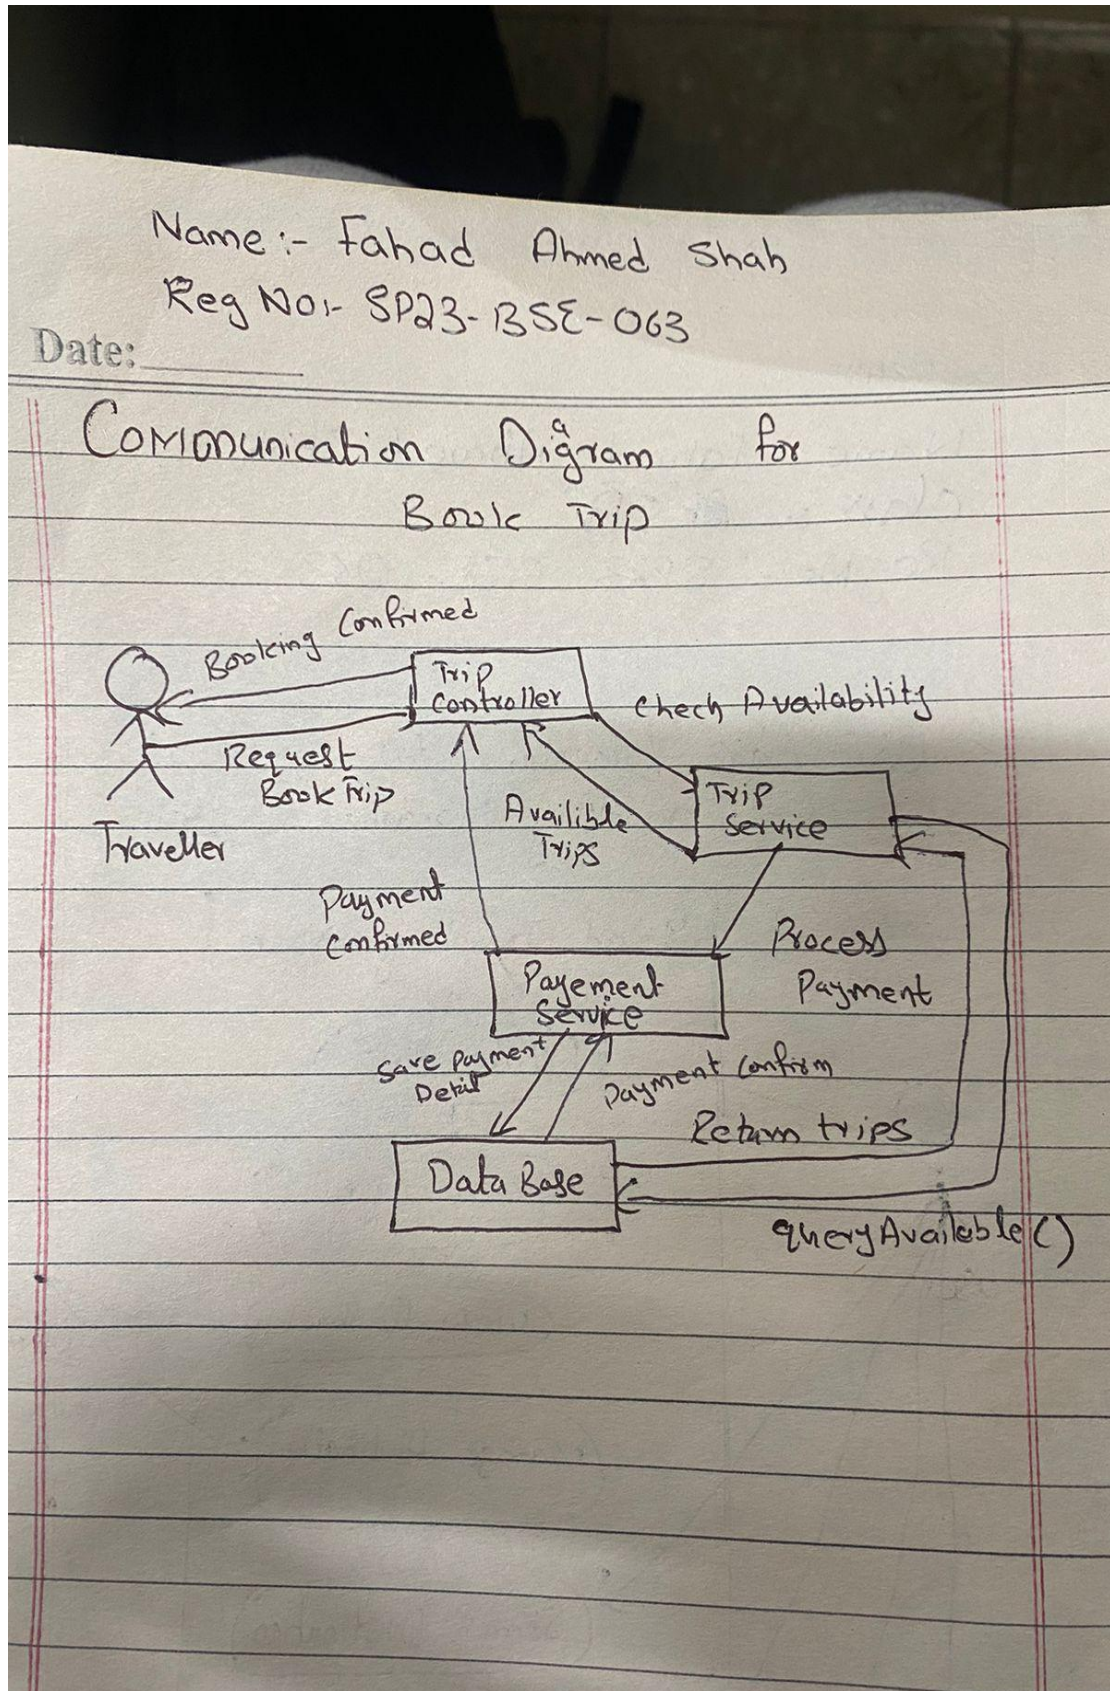 Name:- Fahad Ahmed Shah
Reg No:- SP23-BSE-063
Date:
Communication Digram for
a
Book Trip
Booking Confirmed
Trip
Controller
Chech Availability
Request
Book Trip
Traveller
Availible
Trips
Trip
Service
Payment
Confirmed
Process
Payment
Payement
Service
Save Payment
Detail
Payment Confirm
Return trips
Data Base
queryAvailable()